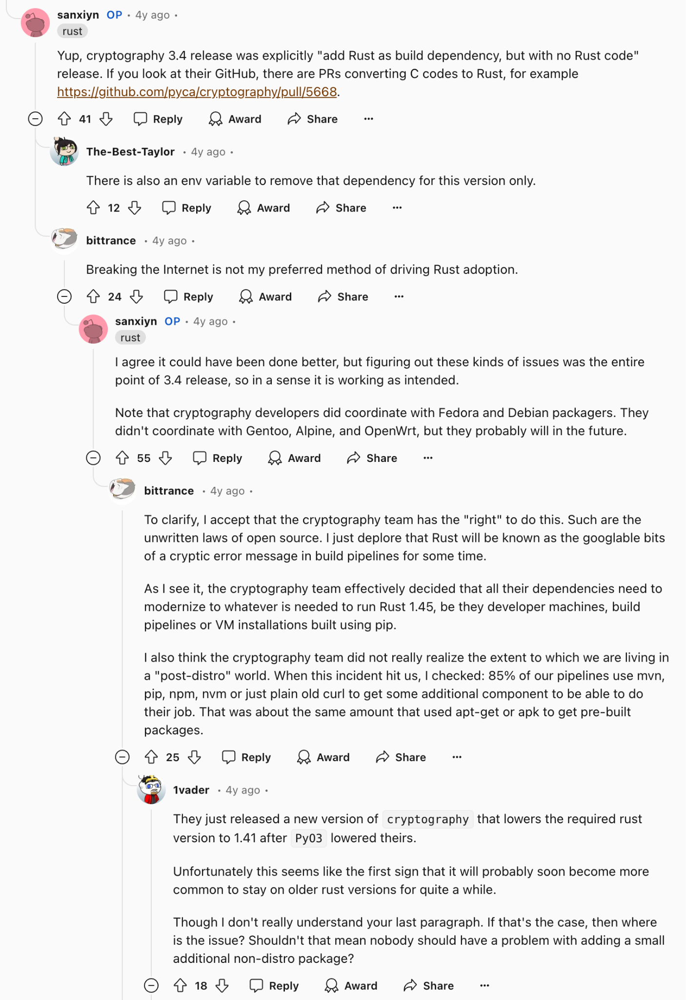 sanxiyn OP • 4y ago •
rust
Yup, cryptography 3.4 release was explicitly "add Rust as build dependency, but with no Rust code"
release. If you look at their GitHub, there are PRs converting C codes to Rust, for example
https://github.com/pyca/cryptography/pull/5668.
41 Reply Award Share ...
The-Best-Taylor • 4y ago •
There is also an env variable to remove that dependency for this version only.
12 Reply Award Share ...
bittrance • 4y ago •
Breaking the Internet is not my preferred method of driving Rust adoption.
24 Reply Award Share ...
sanxiyn OP • 4y ago •
rust
I agree it could have been done better, but figuring out these kinds of issues was the entire
point of 3.4 release, so in a sense it is working as intended.
Note that cryptography developers did coordinate with Fedora and Debian packagers. They
didn't coordinate with Gentoo, Alpine, and OpenWrt, but they probably will in the future.
55 Reply Award Share ...
bittrance • 4y ago •
To clarify, I accept that the cryptography team has the "right" to do this. Such are the
unwritten laws of open source. I just deplore that Rust will be known as the googlable bits
of a cryptic error message in build pipelines for some time.
As I see it, the cryptography team effectively decided that all their dependencies need to
modernize to whatever is needed to run Rust 1.45, be they developer machines, build
pipelines or VM installations built using pip.
I also think the cryptography team did not really realize the extent to which we are living in
a "post-distro" world. When this incident hit us, I checked: 85% of our pipelines use mvn,
pip, npm, nvm or just plain old curl to get some additional component to be able to do
their job. That was about the same amount that used apt-get or apk to get pre-built
packages.
25 Reply Award Share ...
1vader • 4y ago •
They just released a new version of cryptography that lowers the required rust
version to 1.41 after PyO3 lowered theirs.
Unfortunately this seems like the first sign that it will probably soon become more
common to stay on older rust versions for quite a while.
Though I don't really understand your last paragraph. If that's the case, then where
is the issue? Shouldn't that mean nobody should have a problem with adding a small
additional non-distro package?
18 Reply Award Share ...